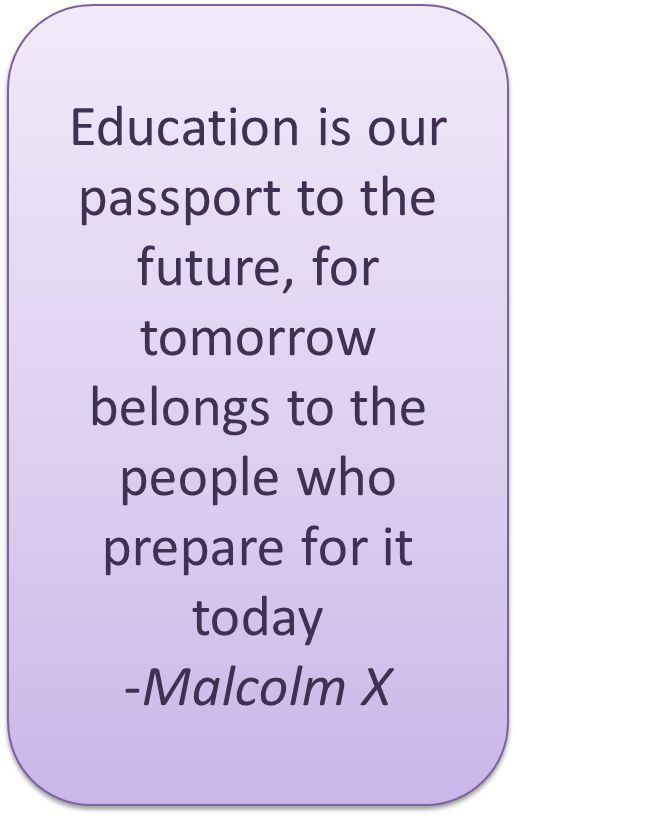 Education is our
passport to the
future, for
tomorrow
belongs to the
people who
prepare for it
today
-Malcolm X